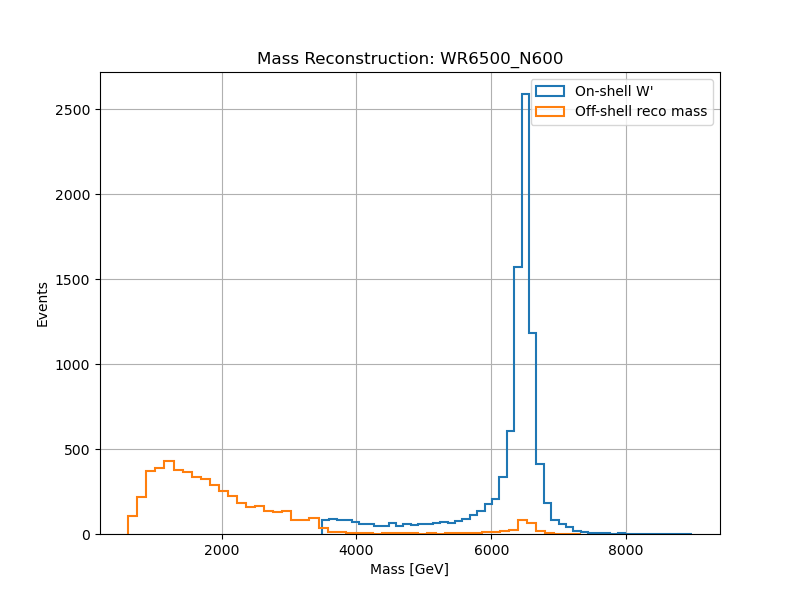 Mass Reconstruction: WR6500_N600
On-shell W'
Off-shell reco mass
Events
2500
2000
1500
1000
500
0
2000
4000
6000
8000
Mass [GeV]